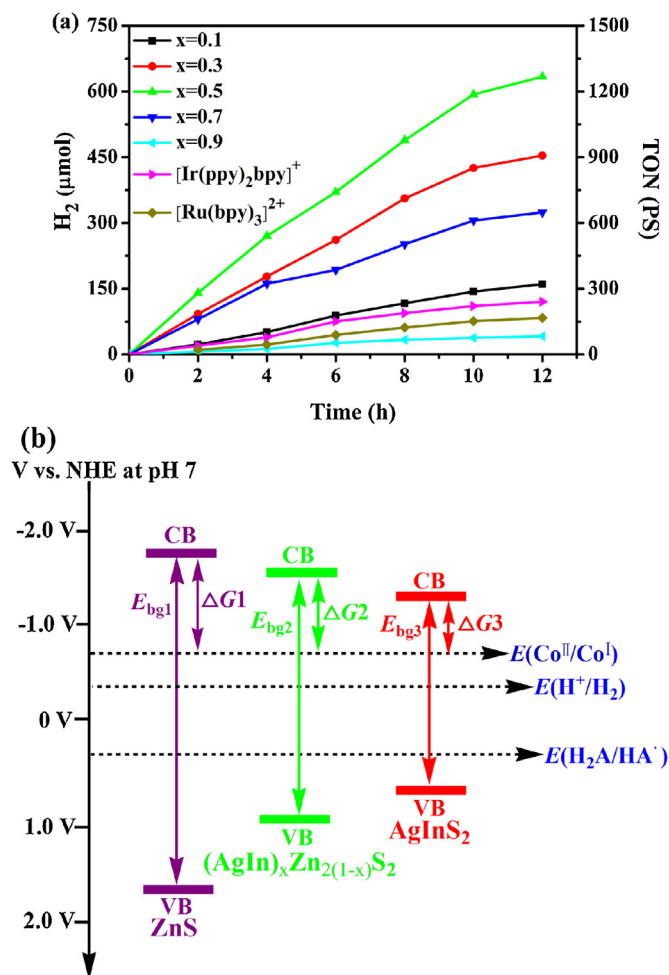 (a)
750
600
450
300
150
0
H₂ (μmol)
x=0.1
x=0.3
x=0.5
x=0.7
x=0.9
[Ir(ppy)₂bpy]⁺
[Ru(bpy)₃]²⁺
1500
1200
900
600
300
0
TON (PS)
0 2 4 6 8 10 12
Time (h)
(b)
V vs. NHE at pH 7
-2.0 V
-1.0 V
0 V
1.0 V
2.0 V
CB
Ebg1
△G1
VB
ZnS
CB
Ebg2
△G2
VB
(AgIn)ₓZn₂₍₁₋ₓ₎S₂
CB
Ebg3
△G3
VB
AgInS₂
E(Coᴵᴵ/Coᴵ)
E(H⁺/H₂)
E(H₂A/HA˙)